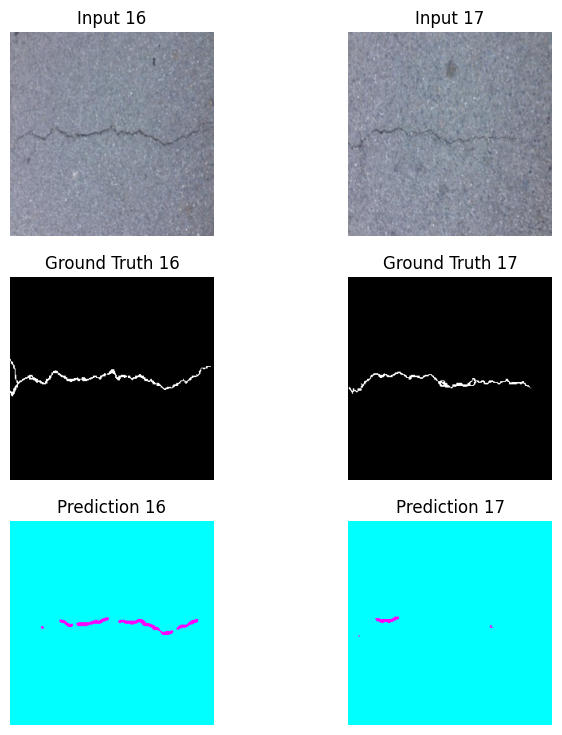 Input 16
Input 17
Ground Truth 16
Ground Truth 17
Prediction 16
Prediction 17